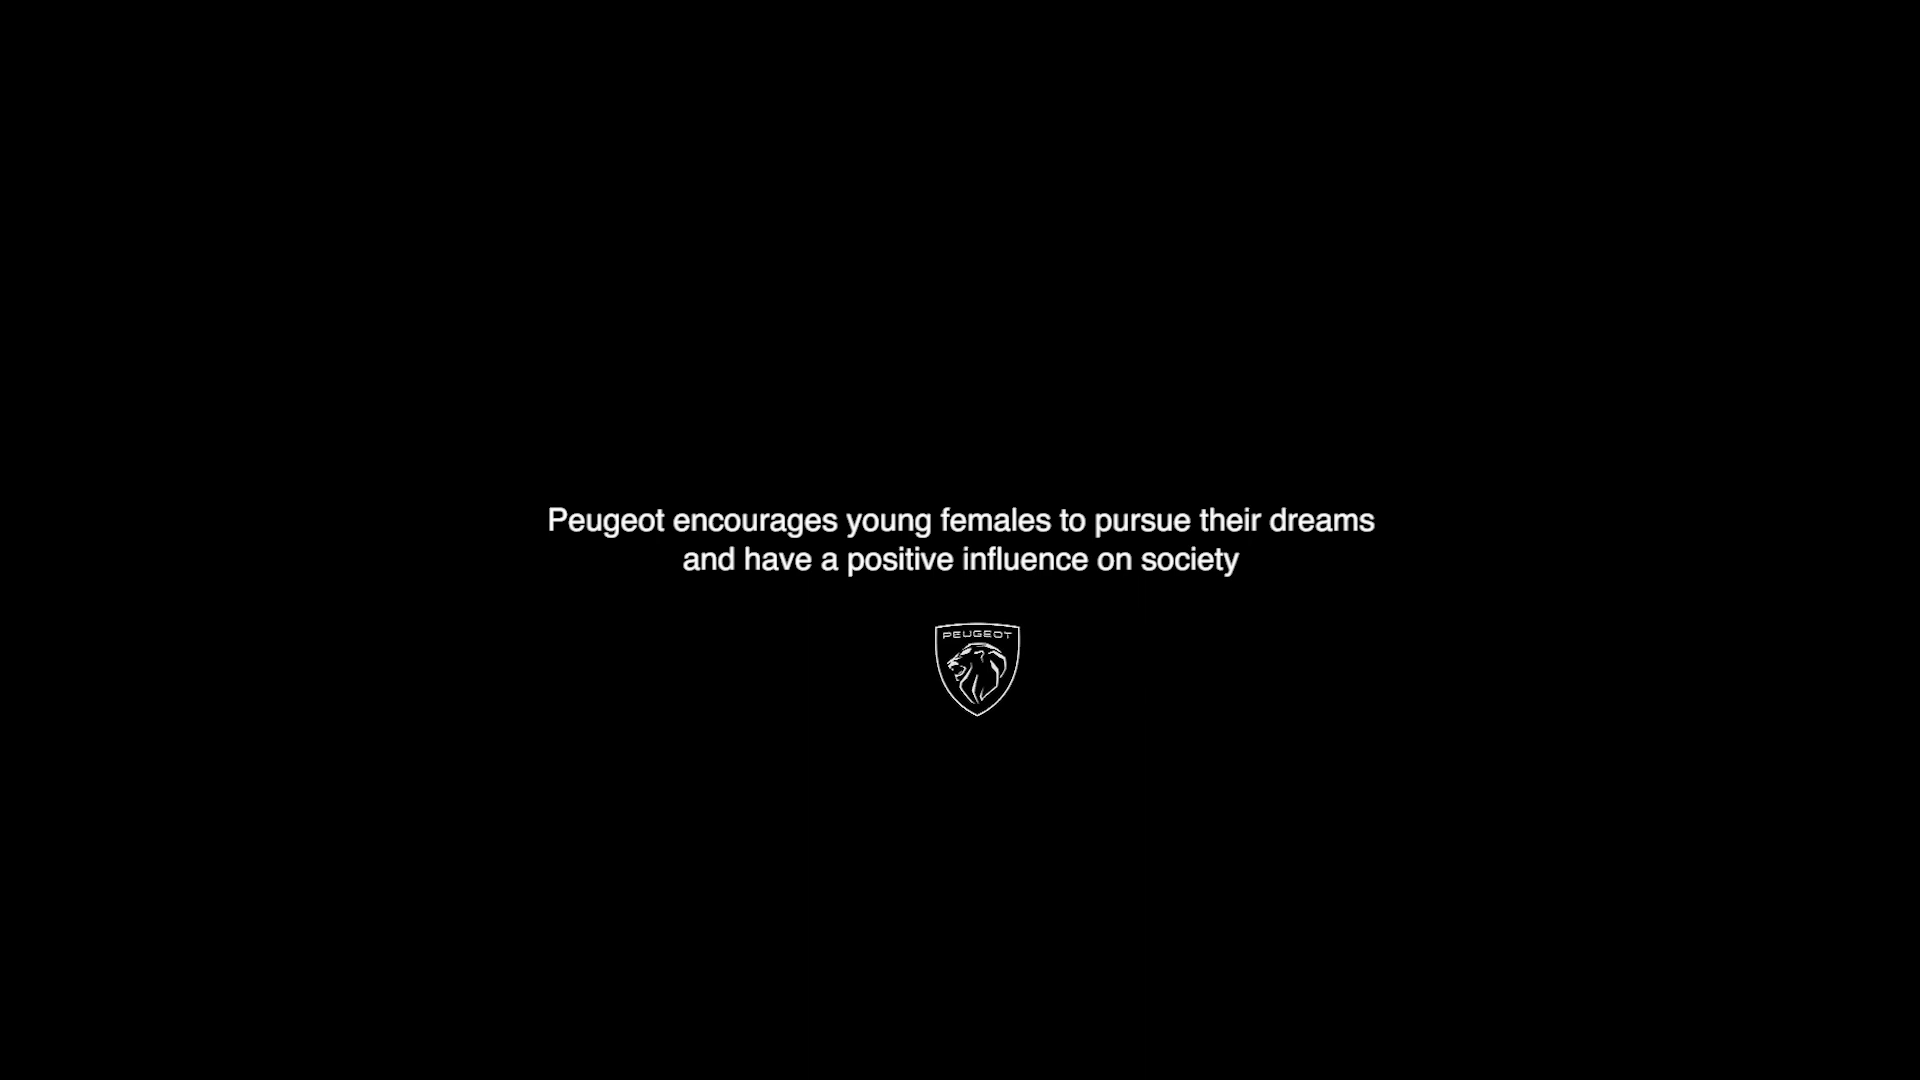 Peugeot encourages young females to pursue their dreams
and have a positive influence on society
PEUGEOT